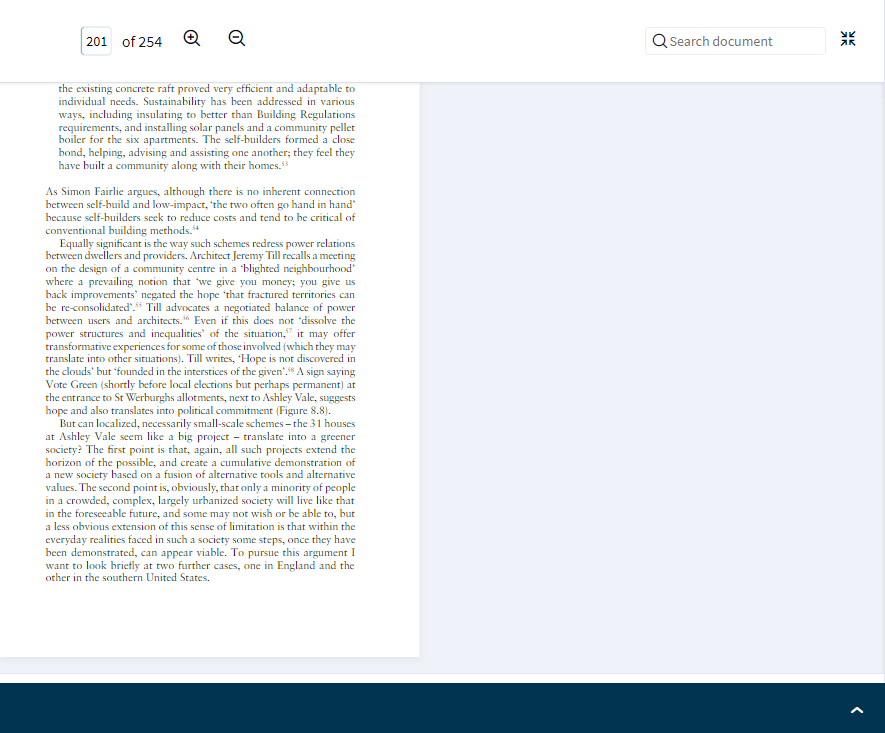 201 of 254
Search document
the existing concrete raft proved very efficient and adaptable to
individual needs. Sustainability has been addressed in various
ways, including insulating to better than Building Regulations
requirements, and installing solar panels and a community pellet
boiler for the six apartments. The self-builders formed a close
bond, helping, advising and assisting one another; they feel they
have built a community along with their homes.53
As Simon Fairlie argues, although there is no inherent connection
between self-build and low-impact, ‘the two often go hand in hand’
because self-builders seek to reduce costs and tend to be critical of
conventional building methods.54
Equally significant is the way such schemes redress power relations
between dwellers and providers. Architect Jeremy Till recalls a meeting
on the design of a community centre in a ‘blighted neighbourhood’
where a prevailing notion that ‘we give you money; you give us
back improvements’ negated the hope ‘that fractured territories can
be re-consolidated’.55 Till advocates a negotiated balance of power
between users and architects.56 Even if this does not ‘dissolve the
power structures and inequalities’ of the situation,57 it may offer
transformative experiences for some of those involved (which they may
translate into other situations). Till writes, ‘Hope is not discovered in
the clouds’ but ‘founded in the interstices of the given’.58 A sign saying
Vote Green (shortly before local elections but perhaps permanent) at
the entrance to St Werburghs allotments, next to Ashley Vale, suggests
hope and also translates into political commitment (Figure 8.8).
But can localized, necessarily small-scale schemes – the 31 houses
at Ashley Vale seem like a big project – translate into a greener
society? The first point is that, again, all such projects extend the
horizon of the possible, and create a cumulative demonstration of
a new society based on a fusion of alternative tools and alternative
values. The second point is, obviously, that only a minority of people
in a crowded, complex, largely urbanized society will live like that
in the foreseeable future, and some may not wish or be able to, but
a less obvious extension of this sense of limitation is that within the
everyday realities faced in such a society some steps, once they have
been demonstrated, can appear viable. To pursue this argument I
want to look briefly at two further cases, one in England and the
other in the southern United States.